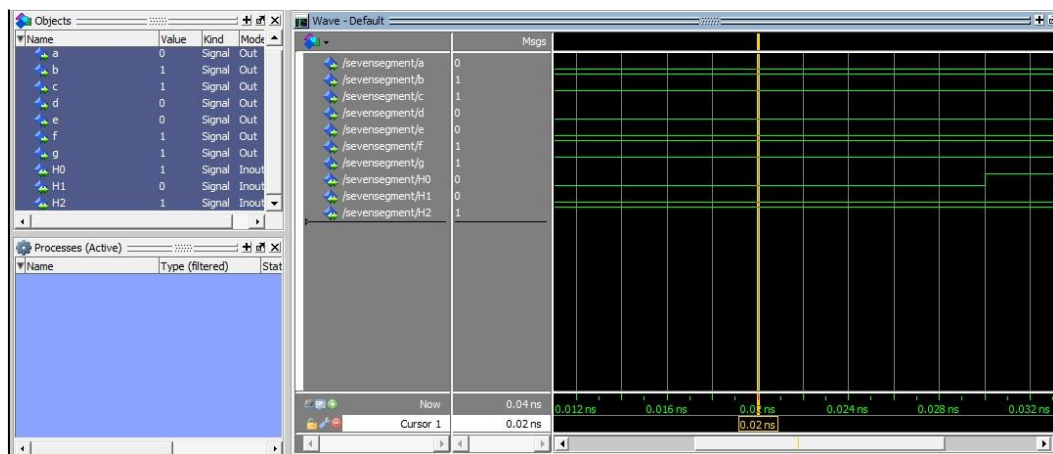 Objects
Name Value Kind Mode
a 0 Signal Out
b 1 Signal Out
c 1 Signal Out
d 0 Signal Out
e 0 Signal Out
f 1 Signal Out
g 1 Signal Out
H0 1 Signal Inout
H1 0 Signal Inout
H2 1 Signal Inout
Processes (Active)
Name Type (filtered) Stat
Wave - Default
Msgs
/sevensegment/a 0
/sevensegment/b 1
/sevensegment/c 1
/sevensegment/d 0
/sevensegment/e 0
/sevensegment/f 1
/sevensegment/g 1
/sevensegment/H0 0
/sevensegment/H1 0
/sevensegment/H2 1
Now 0.04 ns
0.012 ns 0.016 ns 0.024 ns 0.028 ns 0.032 ns
Cursor 1 0.02 ns 0.02 ns